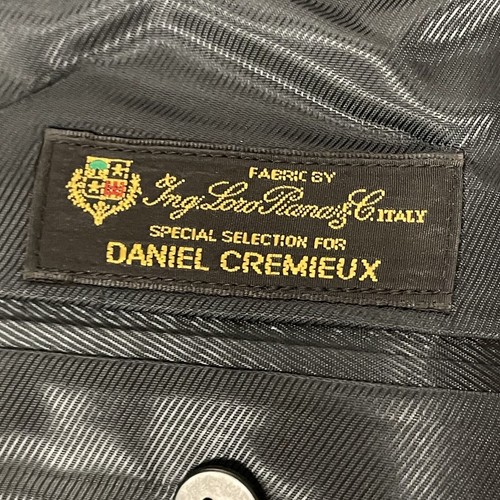 FABRIC BY
Ing. Loro Piana & C. ITALY
SPECIAL SELECTION FOR
DANIEL CREMIEUX